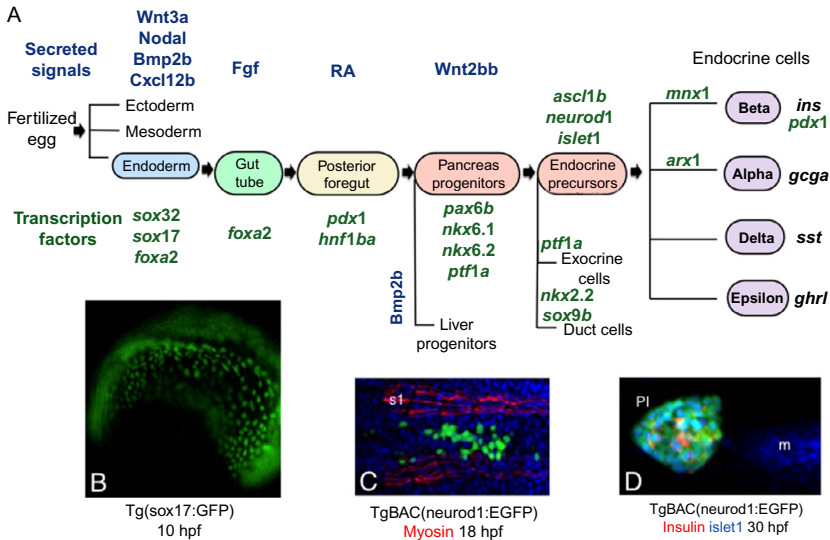 A
Secreted
signals
Wnt3a
Nodal
Bmp2b
Cxcl12b
Fgf
RA
Wnt2bb
Endocrine cells
Fertilized
egg
Ectoderm
Mesoderm
Endoderm
Gut
tube
Posterior
foregut
Pancreas
progenitors
ascl1b
neurod1
islet1
Endocrine
precursors
mnx1
Beta
ins
pdx1
arx1
Alpha
gcga
Delta
sst
Epsilon
ghrl
Transcription
factors
sox32
sox17
foxa2
foxa2
pdx1
hnf1ba
pax6b
nkx6.1
nkx6.2
ptf1a
ptf1a
Exocrine
cells
nkx2.2
sox9b
Duct cells
Bmp2b
Liver
progenitors
B
Tg(sox17:GFP)
10 hpf
s1
C
TgBAC(neurod1:EGFP)
Myosin 18 hpf
PI
m
D
TgBAC(neurod1:EGFP)
Insulin islet1 30 hpf